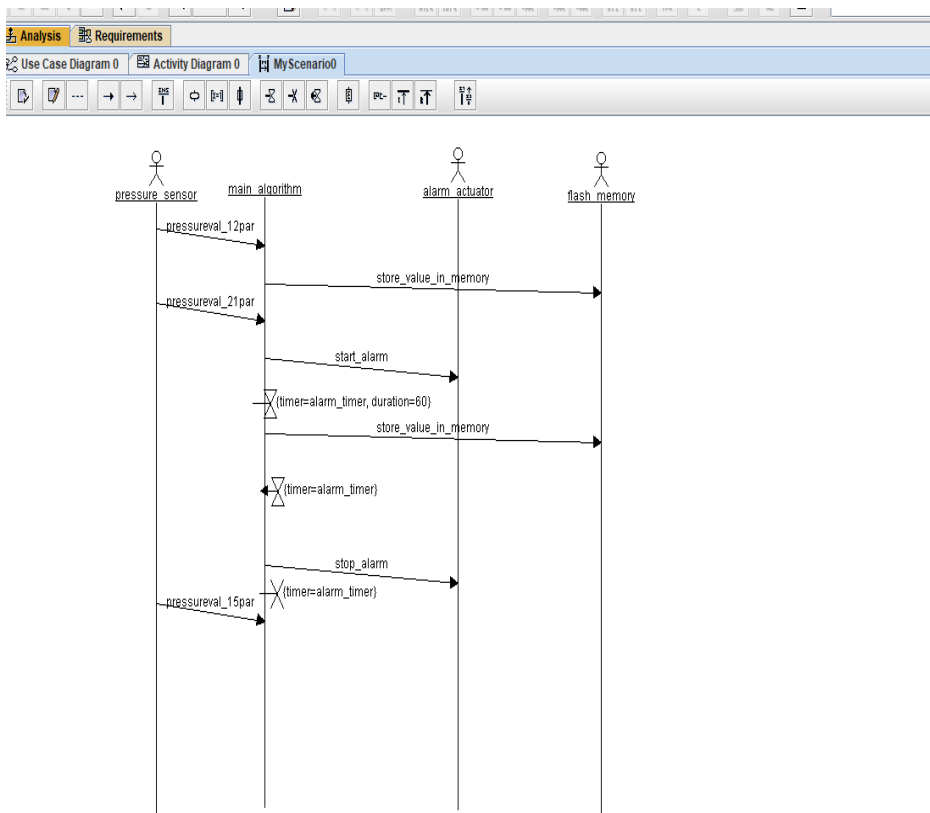 Analysis Requirements
Use Case Diagram 0 Activity Diagram 0 MyScenario0
pressure_sensor main_algorithm alarm_actuator flash_memory
pressureval_12par
store_value_in_memory
pressureval_21par
start_alarm
{timer=alarm_timer, duration=60}
store_value_in_memory
{timer=alarm_timer}
stop_alarm
{timer=alarm_timer}
pressureval_15par